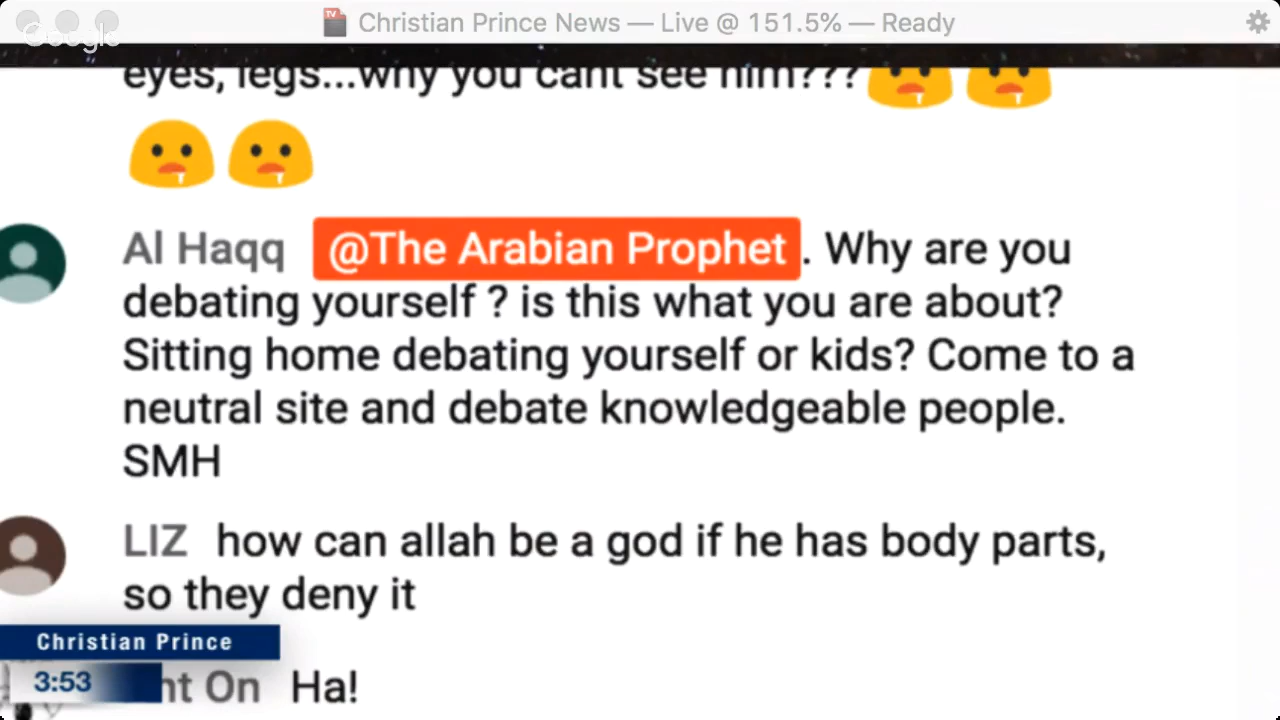 Christian Prince News — Live @ 151.5% — Ready
Google
eyes, legs...why you cant see him???
Al Haqq @The Arabian Prophet. Why are you
debating yourself ? is this what you are about?
Sitting home debating yourself or kids? Come to a
neutral site and debate knowledgeable people.
SMH
LIZ how can allah be a god if he has body parts,
so they deny it
Christian Prince
3:53
nt On Ha!